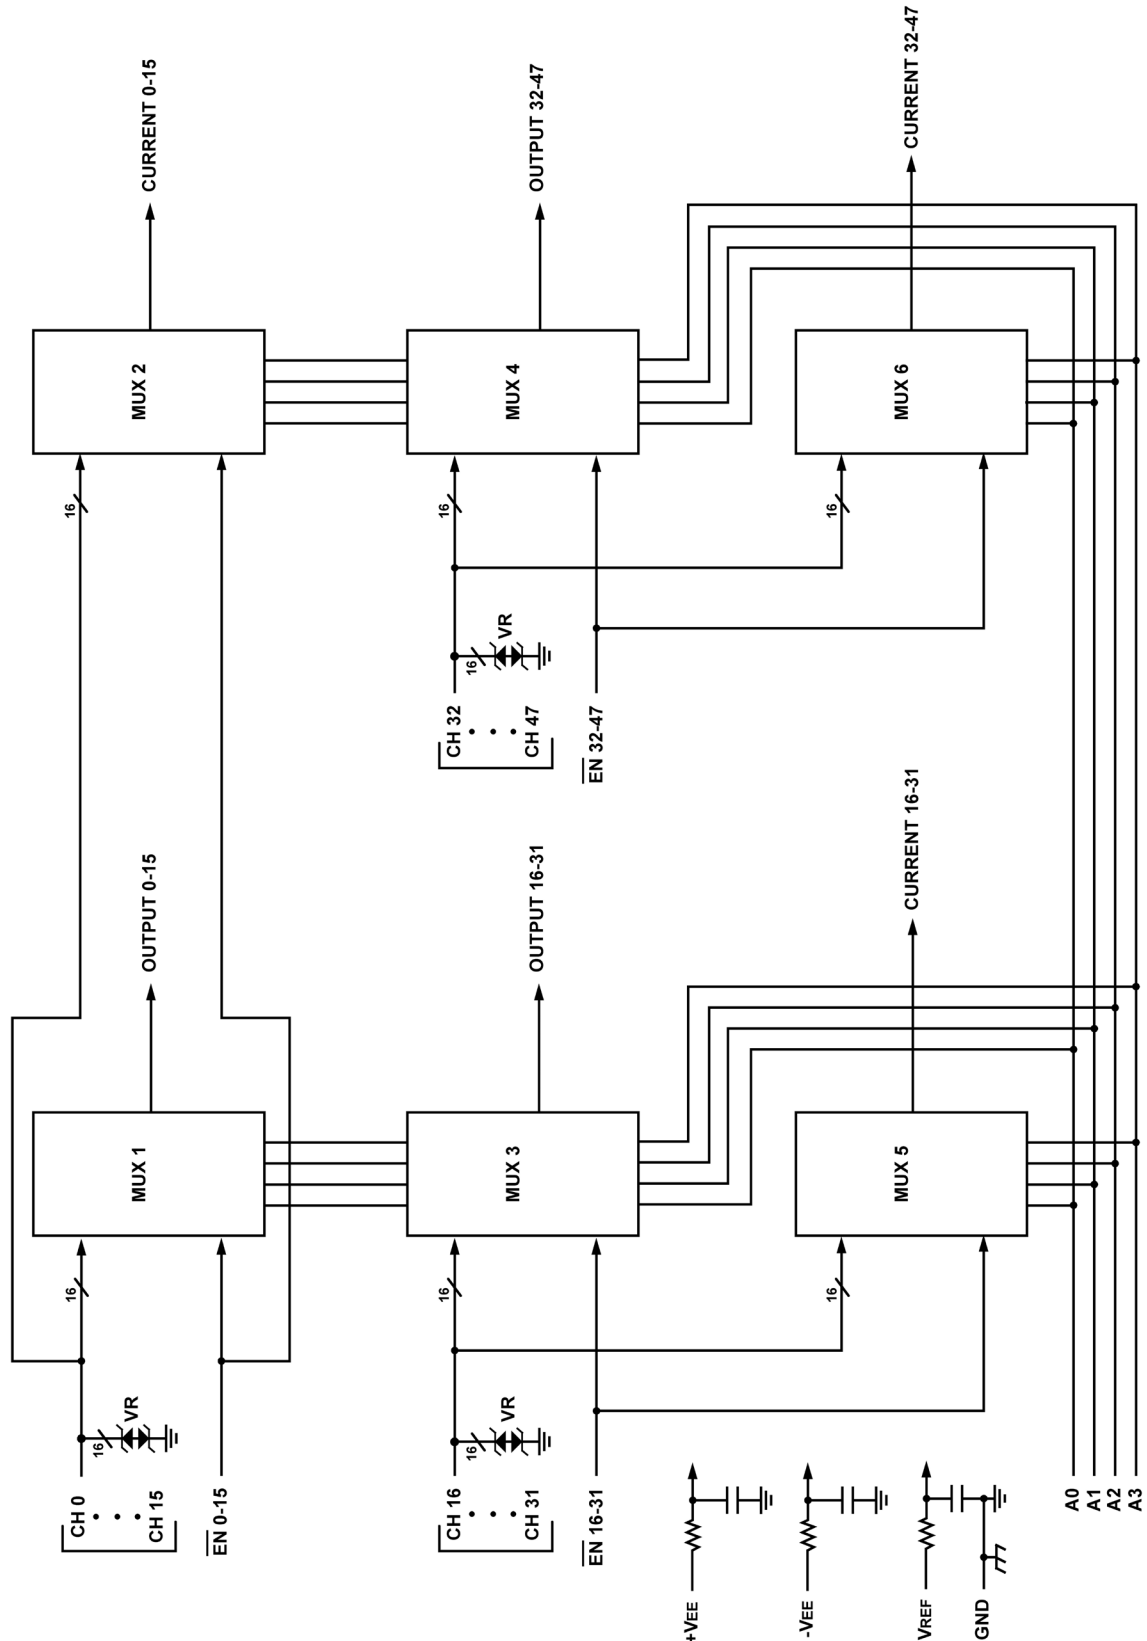 CH 0
CH 15
EN 0-15
16
VR
16
MUX 1
OUTPUT 0-15
16
MUX 2
CURRENT 0-15
CH 16
CH 31
EN 16-31
16
VR
16
MUX 3
OUTPUT 16-31
CH 32
CH 47
EN 32-47
16
VR
16
MUX 4
OUTPUT 32-47
16
MUX 5
CURRENT 16-31
16
MUX 6
CURRENT 32-47
+VEE
-VEE
VREF
GND
A0
A1
A2
A3